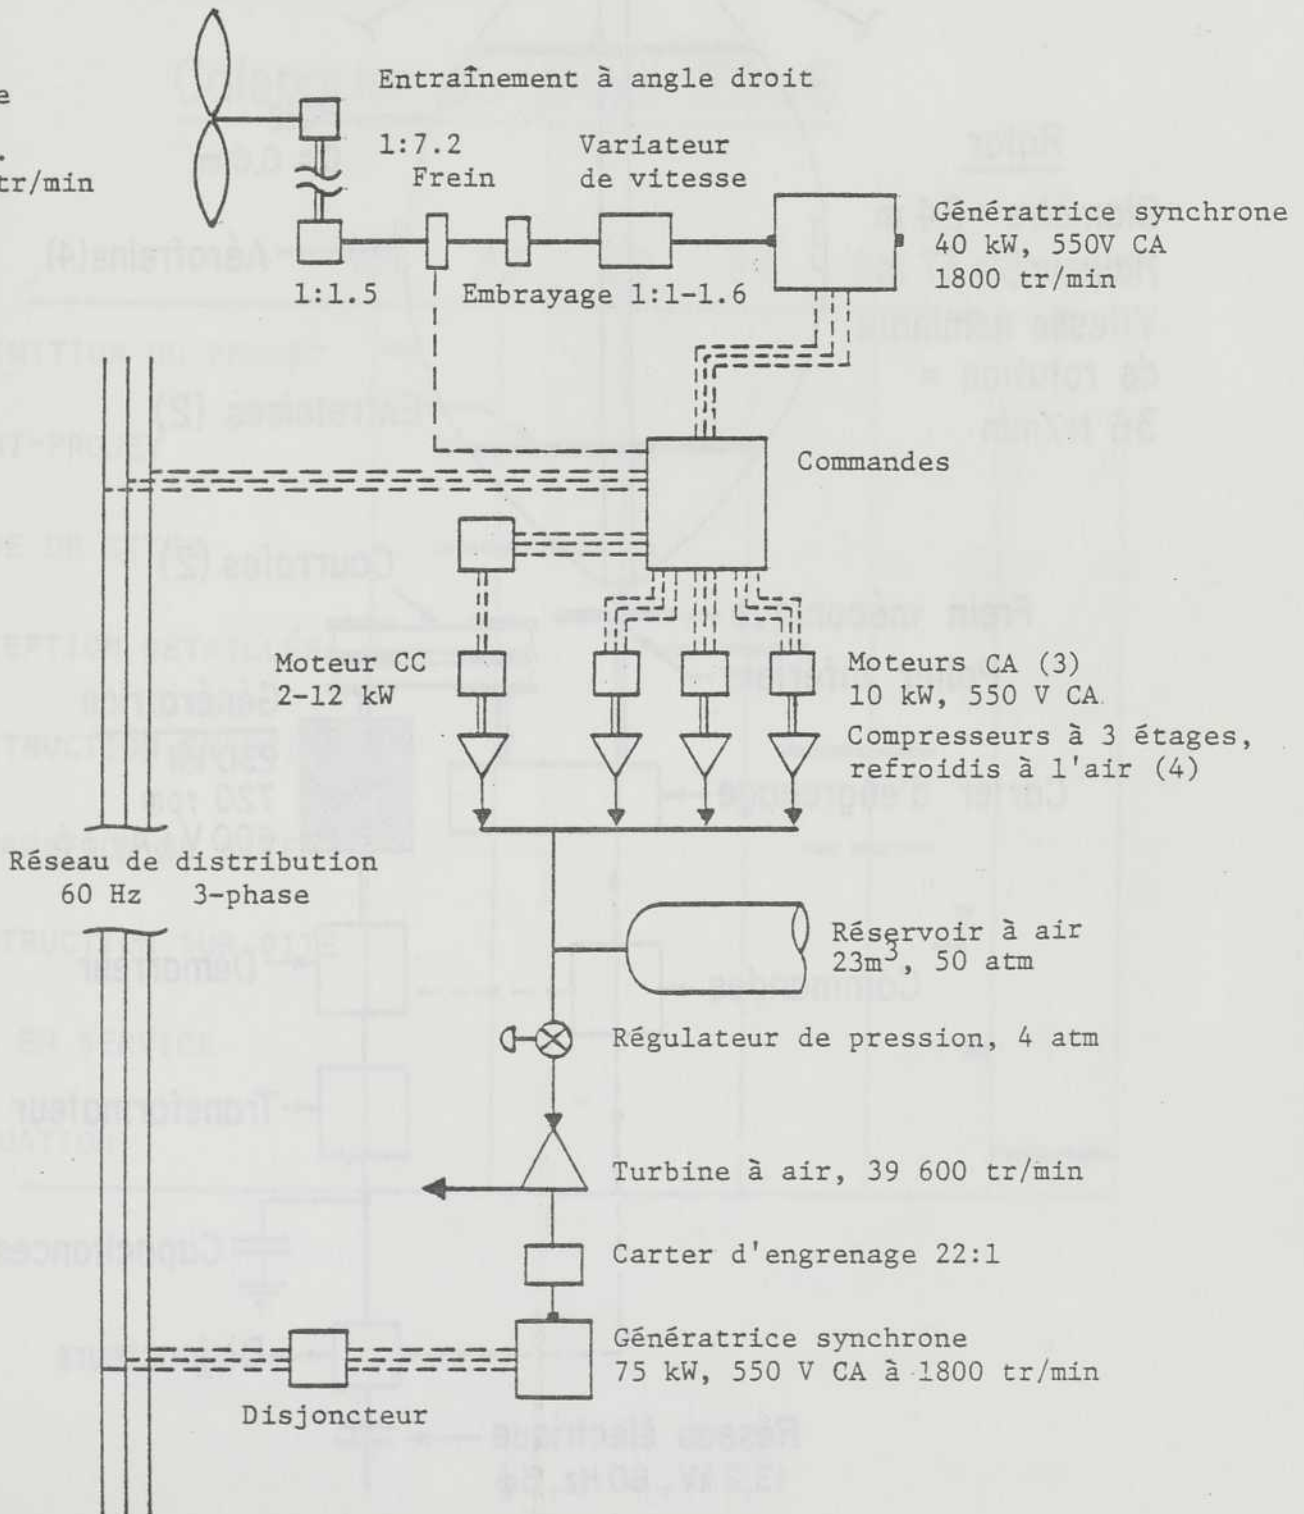 e
.
tr/min
Entraînement à angle droit
1:7.2
Frein
Variateur
de vitesse
Génératrice synchrone
40 kW, 550V CA
1800 tr/min
1:1.5
Embrayage 1:1-1.6
Commandes
Moteur CC
2-12 kW
Moteurs CA (3)
10 kW, 550 V CA
Compresseurs à 3 étages,
refroidis à l'air (4)
Réseau de distribution
60 Hz 3-phase
Réservoir à air
23m³, 50 atm
Régulateur de pression, 4 atm
Turbine à air, 39 600 tr/min
Carter d'engrenage 22:1
Génératrice synchrone
75 kW, 550 V CA à 1800 tr/min
Disjoncteur